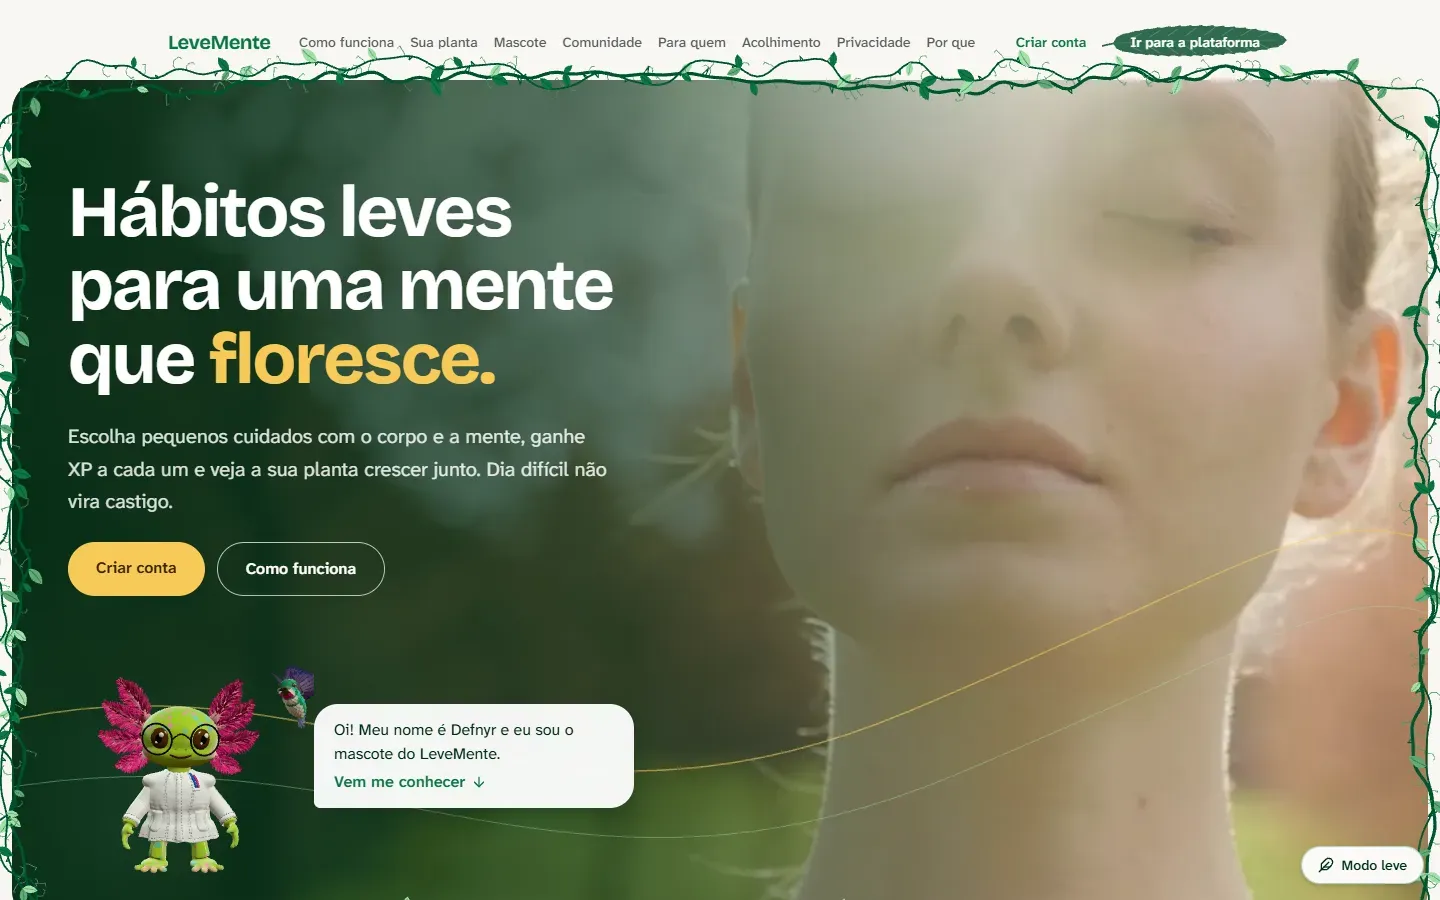 LeveMente
Como funciona
Sua planta
Mascote
Comunidade
Para quem
Acolhimento
Privacidade
Por que
Criar conta
Ir para a plataforma
Hábitos leves
para uma mente
que floresce.
Escolha pequenos cuidados com o corpo e a mente, ganhe
XP a cada um e veja a sua planta crescer junto. Dia difícil não
vira castigo.
Criar conta
Como funciona
Oi! Meu nome é Defnyr e eu sou o
mascote do LeveMente.
Vem me conhecer ↓
Modo leve